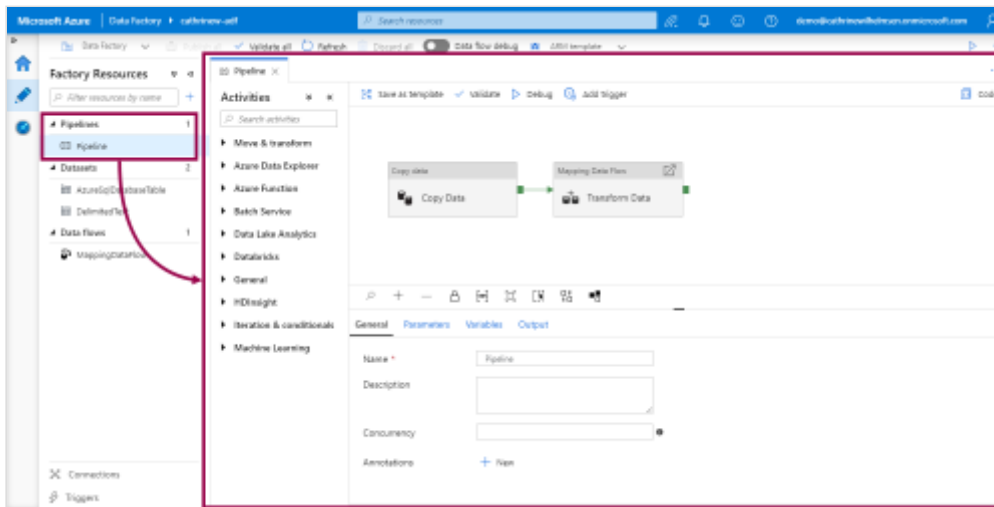 Microsoft Azure
Data Factory
cathrinew-adf
Search resources
demo@cathrinewilhelmsen.onmicrosoft.com
Data Factory
Validate all
Refresh
Discard all
Data flow debug
ARM template
Factory Resources
Filter resources by name
Pipelines 1
Pipeline
Datasets 2
AzureSqlDatabaseTable
Data flows 1
Connections
Triggers
Pipeline
Activities
Search activities
Move & transform
Azure Data Explorer
Azure Function
Batch Service
Data Lake Analytics
Databricks
General
HDInsight
Iteration & conditionals
Machine Learning
Save as template
Validate
Debug
Add trigger
Copy data
Copy Data
Mapping Data Flow
Transform Data
General
Parameters
Variables
Output
Name *
Pipeline
Description
Concurrency
Annotations
New